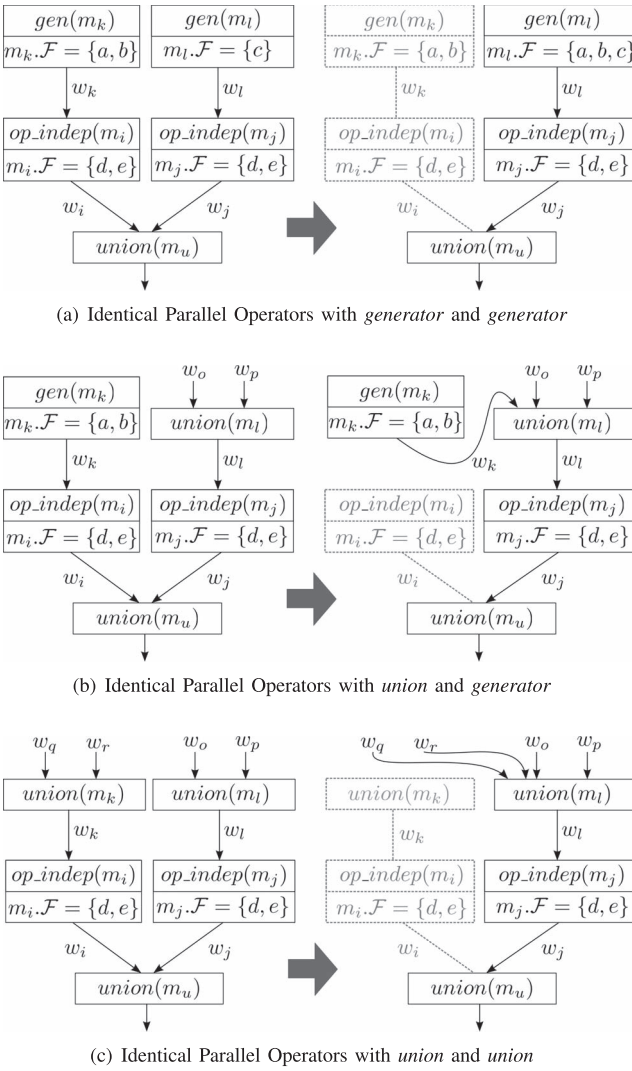 gen(m_k) gen(m_l) gen(m_k) gen(m_l)
m_k.ℱ = {a, b} m_l.ℱ = {c} m_k.ℱ = {a, b} m_l.ℱ = {a, b, c}
w_k w_l w_k w_l
op_indep(m_i) op_indep(m_j) op_indep(m_i) op_indep(m_j)
m_i.ℱ = {d, e} m_j.ℱ = {d, e} m_i.ℱ = {d, e} m_j.ℱ = {d, e}
w_i w_j w_i w_j
union(m_u) union(m_u)
(a) Identical Parallel Operators with generator and generator
w_o w_p w_o w_p
gen(m_k) union(m_l) gen(m_k) union(m_l)
m_k.ℱ = {a, b} m_k.ℱ = {a, b}
w_k w_l w_k w_l
op_indep(m_i) op_indep(m_j) op_indep(m_i) op_indep(m_j)
m_i.ℱ = {d, e} m_j.ℱ = {d, e} m_i.ℱ = {d, e} m_j.ℱ = {d, e}
w_i w_j w_i w_j
union(m_u) union(m_u)
(b) Identical Parallel Operators with union and generator
w_q w_r w_o w_p w_q w_r w_o w_p
union(m_k) union(m_l) union(m_k) union(m_l)
w_k w_l w_k w_l
op_indep(m_i) op_indep(m_j) op_indep(m_i) op_indep(m_j)
m_i.ℱ = {d, e} m_j.ℱ = {d, e} m_i.ℱ = {d, e} m_j.ℱ = {d, e}
w_i w_j w_i w_j
union(m_u) union(m_u)
(c) Identical Parallel Operators with union and union